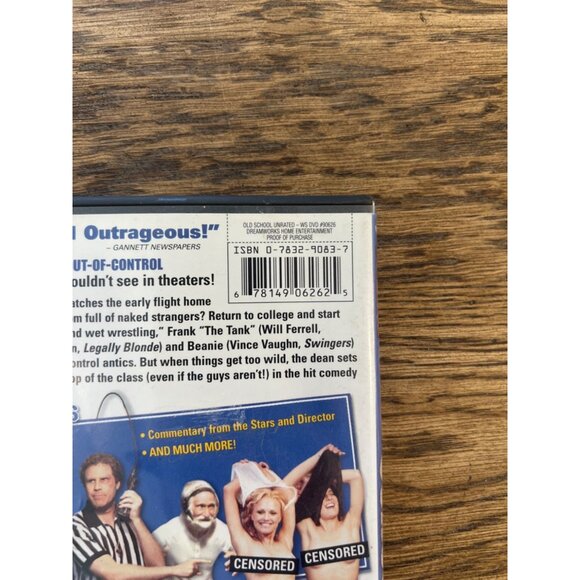 l Outrageous!”
– GANNETT NEWSPAPERS
OLD SCHOOL UNRATED – WS DVD #90626
DREAMWORKS HOME ENTERTAINMENT
PROOF OF PURCHASE
ISBN 0-7832-9083-7
6 78149 06262 5
UT-OF-CONTROL
ouldn't see in theaters!
atches the early flight home
m full of naked strangers? Return to college and start
nd wet wrestling,” Frank “The Tank” (Will Ferrell,
n, Legally Blonde) and Beanie (Vince Vaughn, Swingers)
control antics. But when things get too wild, the dean sets
op of the class (even if the guys aren't!) in the hit comedy
S:
• Commentary from the Stars and Director
• AND MUCH MORE!
CENSORED
CENSORED